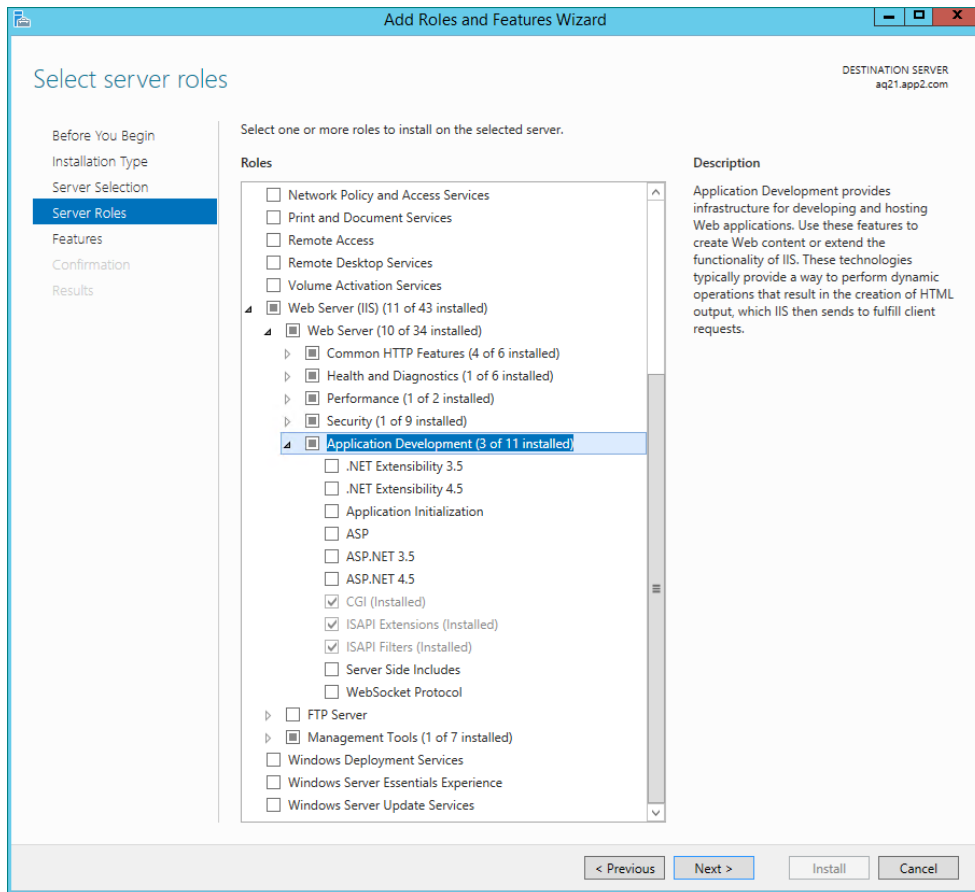 Add Roles and Features Wizard
Select server roles
DESTINATION SERVER
aq21.app2.com
Before You Begin
Installation Type
Server Selection
Server Roles
Features
Confirmation
Results
Select one or more roles to install on the selected server.
Roles
Network Policy and Access Services
Print and Document Services
Remote Access
Remote Desktop Services
Volume Activation Services
Web Server (IIS) (11 of 43 installed)
Web Server (10 of 34 installed)
Common HTTP Features (4 of 6 installed)
Health and Diagnostics (1 of 6 installed)
Performance (1 of 2 installed)
Security (1 of 9 installed)
Application Development (3 of 11 installed)
.NET Extensibility 3.5
.NET Extensibility 4.5
Application Initialization
ASP
ASP.NET 3.5
ASP.NET 4.5
CGI (Installed)
ISAPI Extensions (Installed)
ISAPI Filters (Installed)
Server Side Includes
WebSocket Protocol
FTP Server
Management Tools (1 of 7 installed)
Windows Deployment Services
Windows Server Essentials Experience
Windows Server Update Services
Description
Application Development provides
infrastructure for developing and hosting
Web applications. Use these features to
create Web content or extend the
functionality of IIS. These technologies
typically provide a way to perform dynamic
operations that result in the creation of HTML
output, which IIS then sends to fulfill client
requests.
< Previous
Next >
Install
Cancel